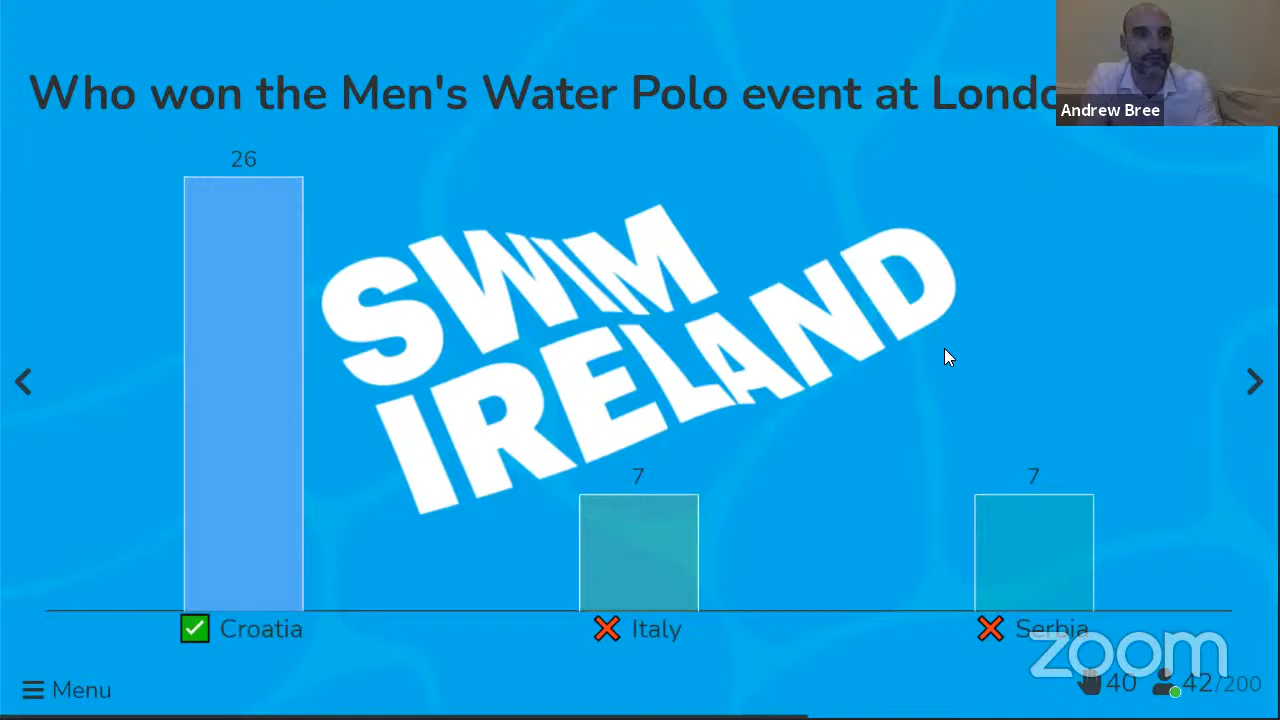 Who won the Men's Water Polo event at Londo
Andrew Bree
26
SWIM
IRELAND
7
7
Croatia
Italy
Serbia
zoom
Menu
40
42/200